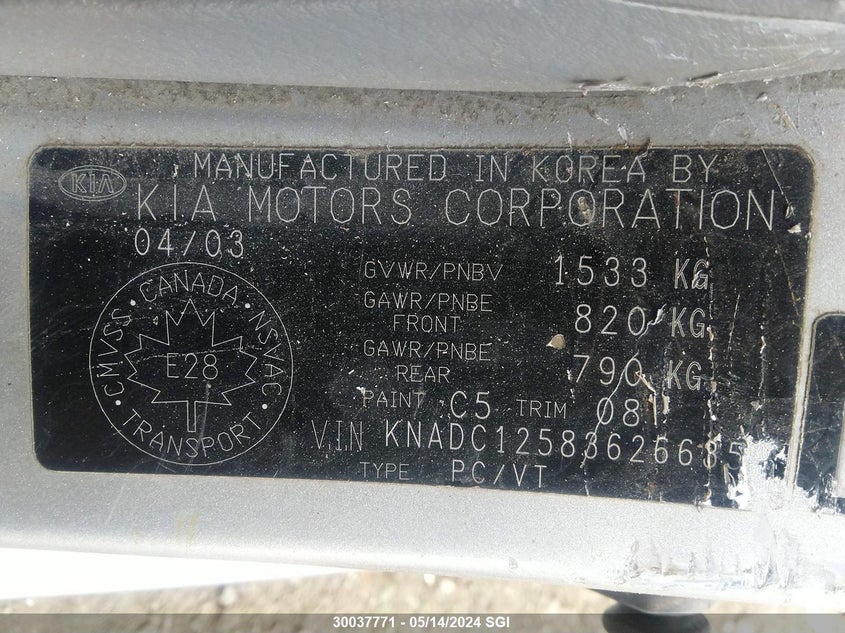 MANUFACTURED IN KOREA BY
KIA
KIA MOTORS CORPORATION
04/03
GVWR/PNBV 1533 KG
GAWR/PNBE FRONT 820 KG
GAWR/PNBE REAR 790 KG
PAINT C5 TRIM 08
CMVSS · CANADA · NSVAC · TRANSPORT ·
E28
VIN
TYPE PC/VT
30037771 — 05/14/2024 SGI